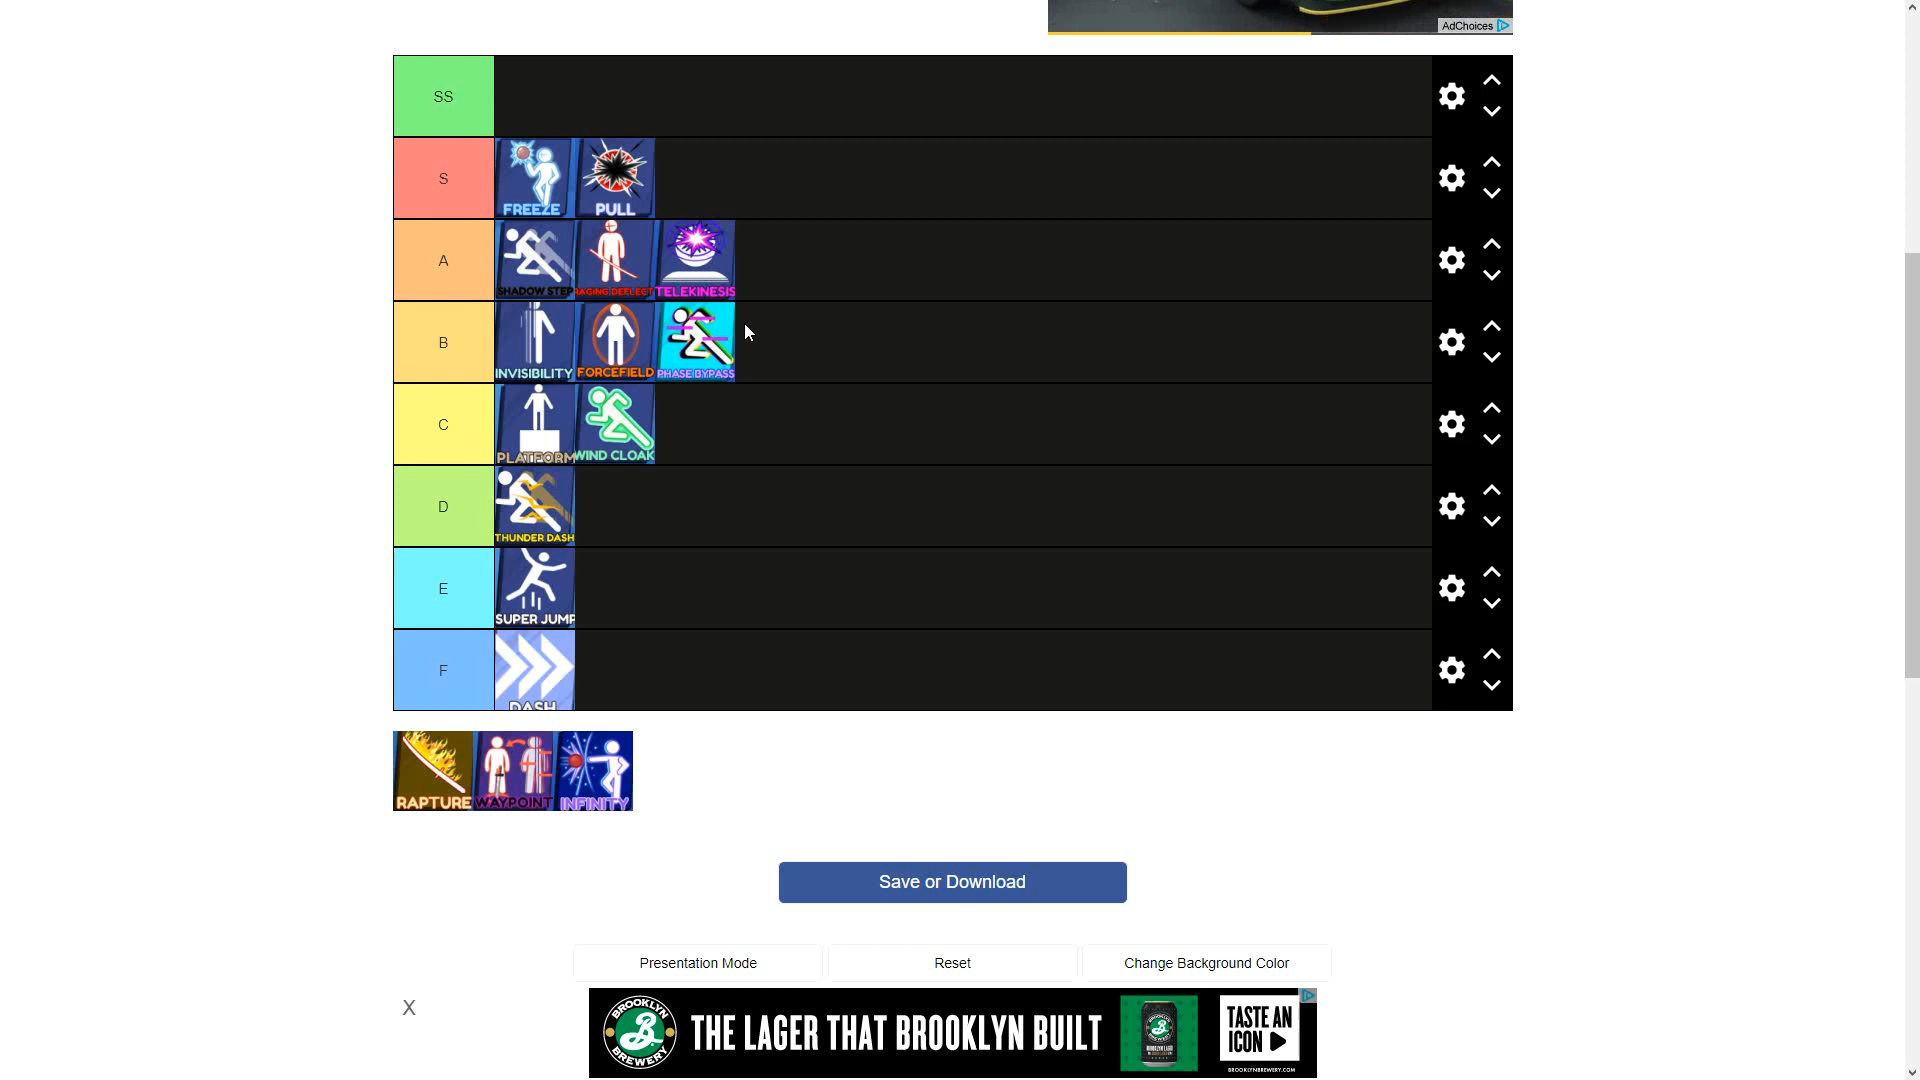 AdChoices
SS
S
FREEZE
PULL
A
SHADOW STEP
RAGING DEFLECT
TELEKINESIS
B
INVISIBILITY
FORCEFIELD
PHASE BYPASS
C
PLATFORM
WIND CLOAK
D
THUNDER DASH
E
SUPER JUMP
F
DASH
RAPTURE
WAYPOINT
INFINITY
Save or Download
Presentation Mode
Reset
Change Background Color
X
BROOKLYN
B
BREWERY
THE LAGER THAT BROOKLYN BUILT
TASTE AN
ICON
BROOKLYNBREWERY.COM